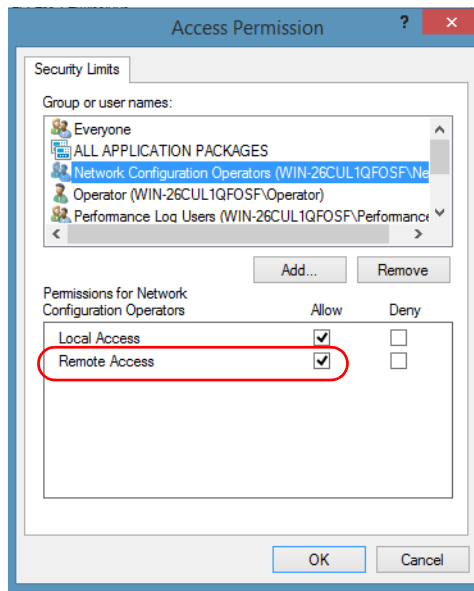 Access Permission
?
Security Limits
Group or user names:
Everyone
ALL APPLICATION PACKAGES
Network Configuration Operators (WIN-26CUL1QFOSF\Ne
Operator (WIN-26CUL1QFOSF\Operator)
Performance Log Users (WIN-26CUL1QFOSF\Performance
Add...
Remove
Permissions for Network
Configuration Operators
Allow
Deny
Local Access
Remote Access
OK
Cancel